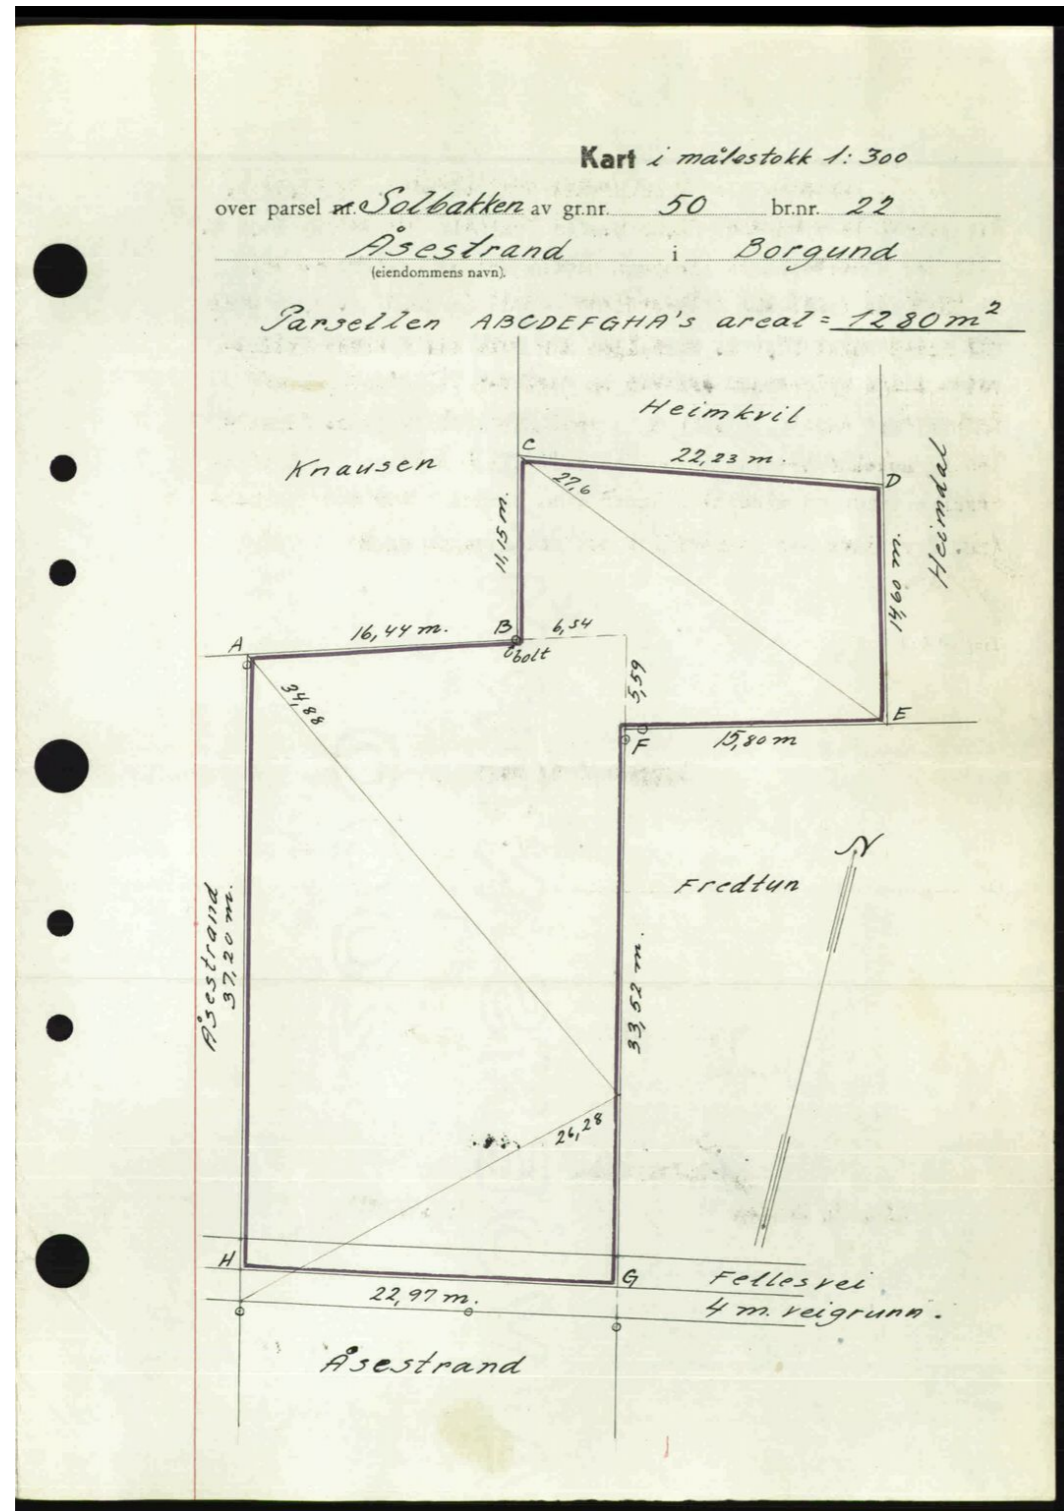 Kart i målestokk 1:300
over parsel nr. Solbakken av gr.nr. 50 br.nr. 22
Åsestrand i Borgund
(eiendommens navn).
Parsellen ABCDEFGHA's areal = 1280 m²
Heimkvil
Knausen
C
22,23 m.
D
27,6
Heimdal
11,15 m.
14,09 m.
16,44 m.
B
6,54
A
bolt
34,88
5,59
E
F
15,80 m
N
Fredtun
Åsestrand
37,20 m.
33,52 m.
26,28
H
G
Fellesvei
22,97 m.
4 m. veigrunn.
Åsestrand